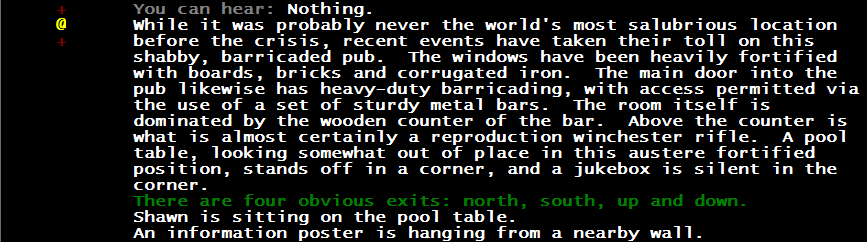 + You can hear: Nothing.
@ While it was probably never the world's most salubrious location
+ before the crisis, recent events have taken their toll on this
shabby, barricaded pub.  The windows have been heavily fortified
with boards, bricks and corrugated iron.  The main door into the
pub likewise has heavy-duty barricading, with access permitted via
the use of a set of sturdy metal bars.  The room itself is
dominated by the wooden counter of the bar.  Above the counter is
what is almost certainly a reproduction winchester rifle.  A pool
table, looking somewhat out of place in this austere fortified
position, stands off in a corner, and a jukebox is silent in the
corner.
There are four obvious exits: north, south, up and down.
Shawn is sitting on the pool table.
An information poster is hanging from a nearby wall.